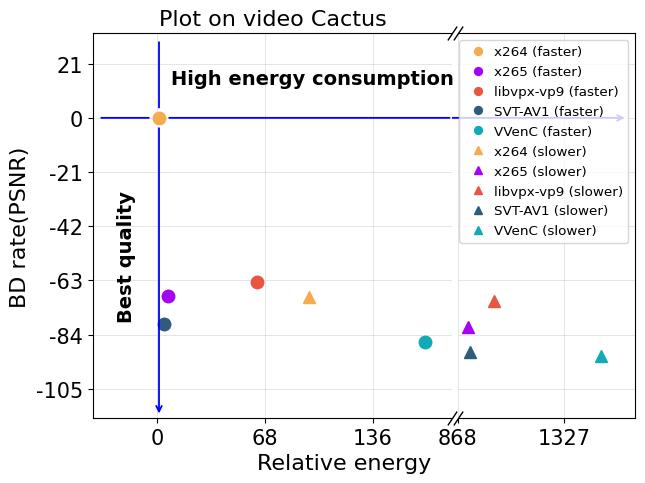 Plot on video Cactus
High energy consumption
Best quality
BD rate(PSNR)
21
0
-21
-42
-63
-84
-105
x264 (faster)
x265 (faster)
libvpx-vp9 (faster)
SVT-AV1 (faster)
VVenC (faster)
x264 (slower)
x265 (slower)
libvpx-vp9 (slower)
SVT-AV1 (slower)
VVenC (slower)
0 68 136 868 1327
Relative energy